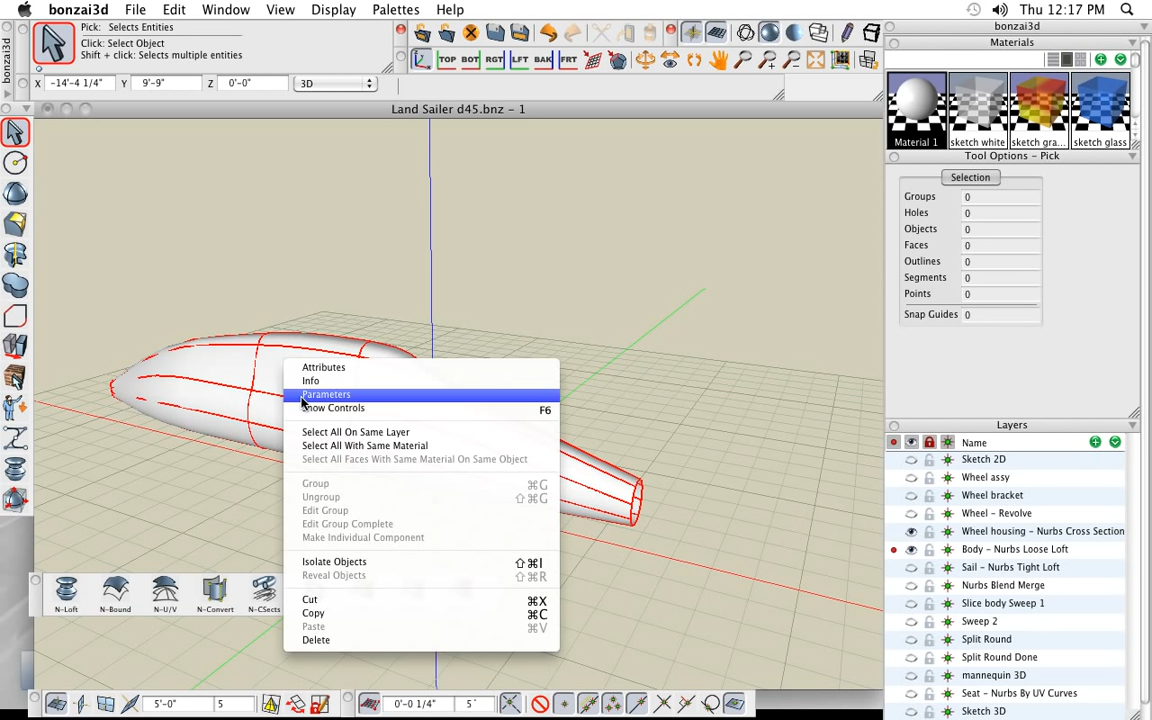 bonzai3d File Edit Window View Display Palettes Help Thu 12:17 PM
bonzai3d
Pick: Selects Entities
Click: Select Object
Shift + click: Selects multiple entities
TOP BOT RGT LFT BAK FRT
X -14'-4 1/4" Y 9'-9" Z 0'-0" 3D
Land Sailer d45.bnz - 1
bonzai3d
Materials
Material 1 sketch white sketch gra... sketch glass
Tool Options - Pick
Selection
Groups 0
Holes 0
Objects 0
Faces 0
Outlines 0
Segments 0
Points 0
Snap Guides 0
Attributes
Info
Parameters
Show Controls F6
Select All On Same Layer
Select All With Same Material
Select All Faces With Same Material On Same Object
Group ⌘G
Ungroup ⇧⌘G
Edit Group
Edit Group Complete
Make Individual Component
Isolate Objects ⇧⌘I
Reveal Objects ⇧⌘R
Cut ⌘X
Copy ⌘C
Paste ⌘V
Delete
N-Loft N-Bound N-U/V N-Convert N-CSects
Layers
Name
Sketch 2D
Wheel assy
Wheel bracket
Wheel - Revolve
Wheel housing - Nurbs Cross Section
Body - Nurbs Loose Loft
Sail - Nurbs Tight Loft
Nurbs Blend Merge
Slice body Sweep 1
Sweep 2
Split Round
Split Round Done
mannequin 3D
Seat - Nurbs By UV Curves
Sketch 3D
5'-0" 5 0'-0 1/4" 5°